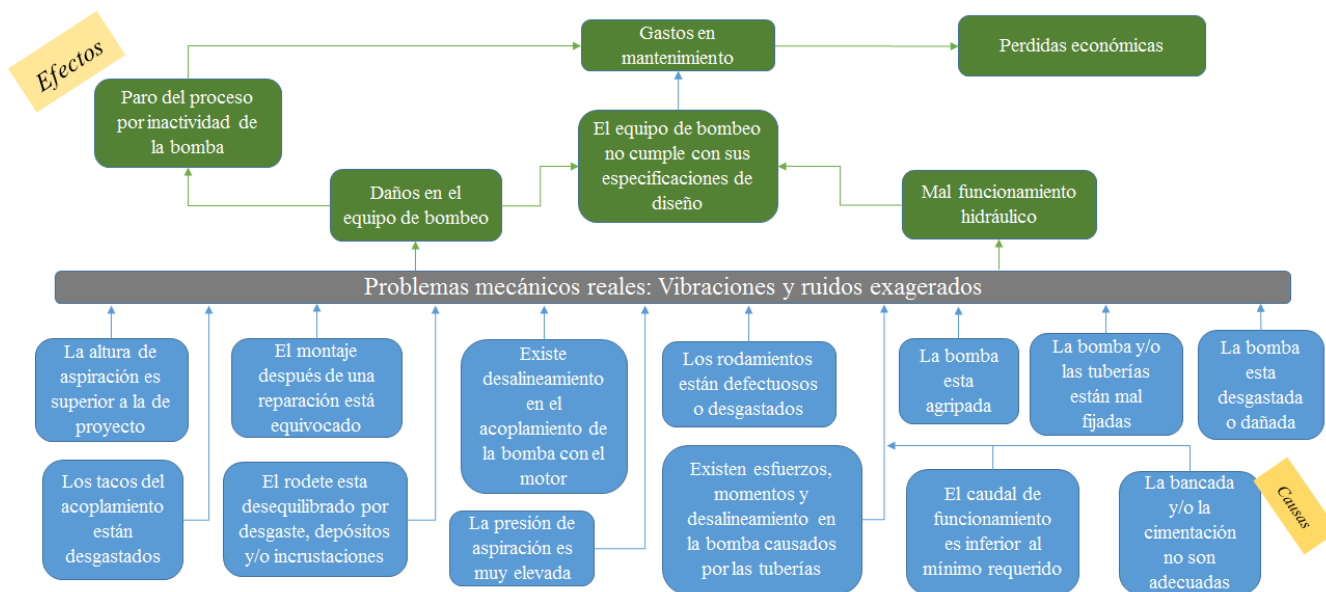 Efectos
Gastos en
mantenimiento
Perdidas económicas
Paro del proceso
por inactividad de
la bomba
El equipo de bombeo
no cumple con sus
especificaciones de
diseño
Daños en el
equipo de bombeo
Mal funcionamiento
hidráulico
Problemas mecánicos reales: Vibraciones y ruidos exagerados
La altura de
aspiración es
superior a la de
proyecto
El montaje
después de una
reparación está
equivocado
Existe
desalineamiento
en el
acoplamiento de
la bomba con el
motor
Los rodamientos
están defectuosos
o desgastados
La bomba
esta
agripada
La bomba y/o
las tuberías
están mal
fijadas
La bomba
esta
desgastada
o dañada
Los tacos del
acoplamiento
están
desgastados
El rodete esta
desequilibrado por
desgaste, depósitos
y/o incrustaciones
La presión de
aspiración es
muy elevada
Existen esfuerzos,
momentos y
desalineamiento en
la bomba causados
por las tuberías
El caudal de
funcionamiento
es inferior al
mínimo requerido
La bancada
y/o la
cimentación
no son
adecuadas
Causas